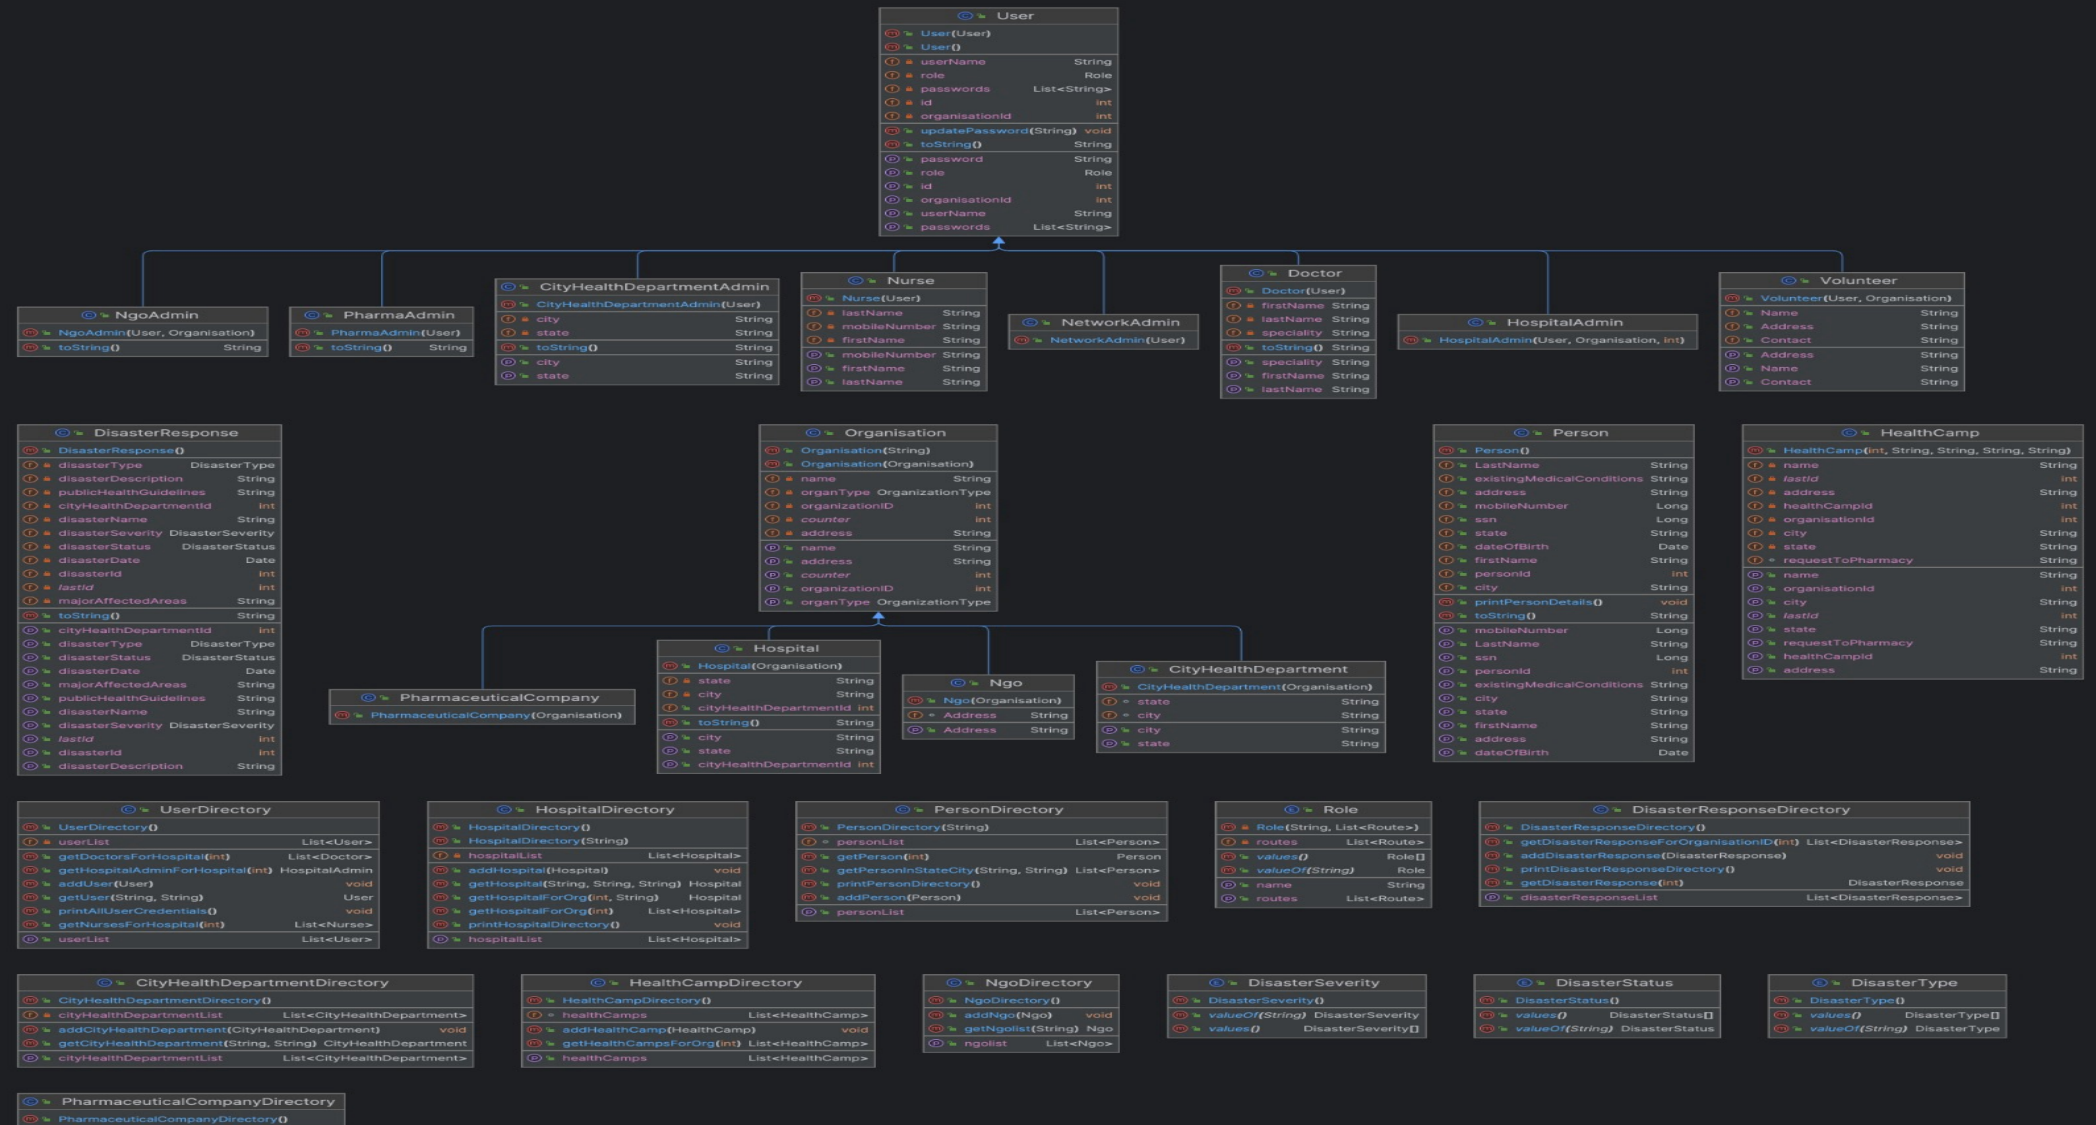 User
User(User)
User()
userName String
role Role
passwords List<String>
id int
organisationId int
updatePassword(String) void
toString() String
password String
role Role
id int
organisationId int
userName String
passwords List<String>
NgoAdmin
NgoAdmin(User, Organisation)
toString() String
PharmaAdmin
PharmaAdmin(User)
toString() String
CityHealthDepartmentAdmin
CityHealthDepartmentAdmin(User)
city String
state String
toString() String
city String
state String
Nurse
Nurse(User)
lastName String
mobileNumber String
firstName String
mobileNumber String
firstName String
lastName String
NetworkAdmin
NetworkAdmin(User)
Doctor
Doctor(User)
firstName String
lastName String
speciality String
toString() String
speciality String
firstName String
lastName String
HospitalAdmin
HospitalAdmin(User, Organisation, int)
Volunteer
Volunteer(User, Organisation)
Name String
Address String
Contact String
Address String
Name String
Contact String
DisasterResponse
DisasterResponse()
disasterType DisasterType
disasterDescription String
publicHealthGuidelines String
cityHealthDepartmentId int
disasterName String
disasterSeverity DisasterSeverity
disasterStatus DisasterStatus
disasterDate Date
disasterId int
lastId int
majorAffectedAreas String
toString() String
cityHealthDepartmentId int
disasterType DisasterType
disasterStatus DisasterStatus
disasterDate Date
majorAffectedAreas String
publicHealthGuidelines String
disasterName String
disasterSeverity DisasterSeverity
lastId int
disasterId int
disasterDescription String
Organisation
Organisation(String)
Organisation(Organisation)
name String
organType OrganizationType
organizationID int
counter int
address String
name String
address String
counter int
organizationID int
organType OrganizationType
Person
Person()
LastName String
existingMedicalConditions String
address String
mobileNumber Long
ssn Long
state String
dateOfBirth Date
firstName String
personId int
city String
printPersonDetails() void
toString() String
mobileNumber Long
LastName String
ssn Long
personId int
existingMedicalConditions String
city String
state String
firstName String
address String
dateOfBirth Date
HealthCamp
HealthCamp(int, String, String, String, String)
name String
lastId int
address String
healthCampId int
organisationId int
city String
state String
requestToPharmacy String
name String
organisationId int
city String
lastId int
state String
requestToPharmacy String
healthCampId int
address String
PharmaceuticalCompany
PharmaceuticalCompany(Organisation)
Hospital
Hospital(Organisation)
state String
city String
cityHealthDepartmentId int
toString() String
city String
state String
cityHealthDepartmentId int
Ngo
Ngo(Organisation)
Address String
Address String
CityHealthDepartment
CityHealthDepartment(Organisation)
state String
city String
city String
state String
UserDirectory
UserDirectory()
userList List<User>
getDoctorsForHospital(int) List<Doctor>
getHospitalAdminForHospital(int) HospitalAdmin
addUser(User) void
getUser(String, String) User
printAllUserCredentials() void
getNursesForHospital(int) List<Nurse>
userList List<User>
HospitalDirectory
HospitalDirectory()
HospitalDirectory(String)
hospitalList List<Hospital>
addHospital(Hospital) void
getHospital(String, String, String) Hospital
getHospitalForOrg(int, String) Hospital
getHospitalForOrg(int) List<Hospital>
printHospitalDirectory() void
hospitalList List<Hospital>
PersonDirectory
PersonDirectory(String)
personList List<Person>
getPerson(int) Person
getPersonInStateCity(String, String) List<Person>
printPersonDirectory() void
addPerson(Person) void
personList List<Person>
Role
Role(String, List<Route>)
routes List<Route>
values() Role[]
valueOf(String) Role
name String
routes List<Route>
DisasterResponseDirectory
DisasterResponseDirectory()
getDisasterResponseForOrganisationID(int) List<DisasterResponse>
addDisasterResponse(DisasterResponse) void
printDisasterResponseDirectory() void
getDisasterResponse(int) DisasterResponse
disasterResponseList List<DisasterResponse>
CityHealthDepartmentDirectory
CityHealthDepartmentDirectory()
cityHealthDepartmentList List<CityHealthDepartment>
addCityHealthDepartment(CityHealthDepartment) void
getCityHealthDepartment(String, String) CityHealthDepartment
cityHealthDepartmentList List<CityHealthDepartment>
HealthCampDirectory
HealthCampDirectory()
healthCamps List<HealthCamp>
addHealthCamp(HealthCamp) void
getHealthCampsForOrg(int) List<HealthCamp>
healthCamps List<HealthCamp>
NgoDirectory
NgoDirectory()
addNgo(Ngo) void
getNgolist(String) Ngo
ngolist List<Ngo>
DisasterSeverity
DisasterSeverity()
valueOf(String) DisasterSeverity
values() DisasterSeverity[]
DisasterStatus
DisasterStatus()
values() DisasterStatus[]
valueOf(String) DisasterStatus
DisasterType
DisasterType()
values() DisasterType[]
valueOf(String) DisasterType
PharmaceuticalCompanyDirectory
PharmaceuticalCompanyDirectory()